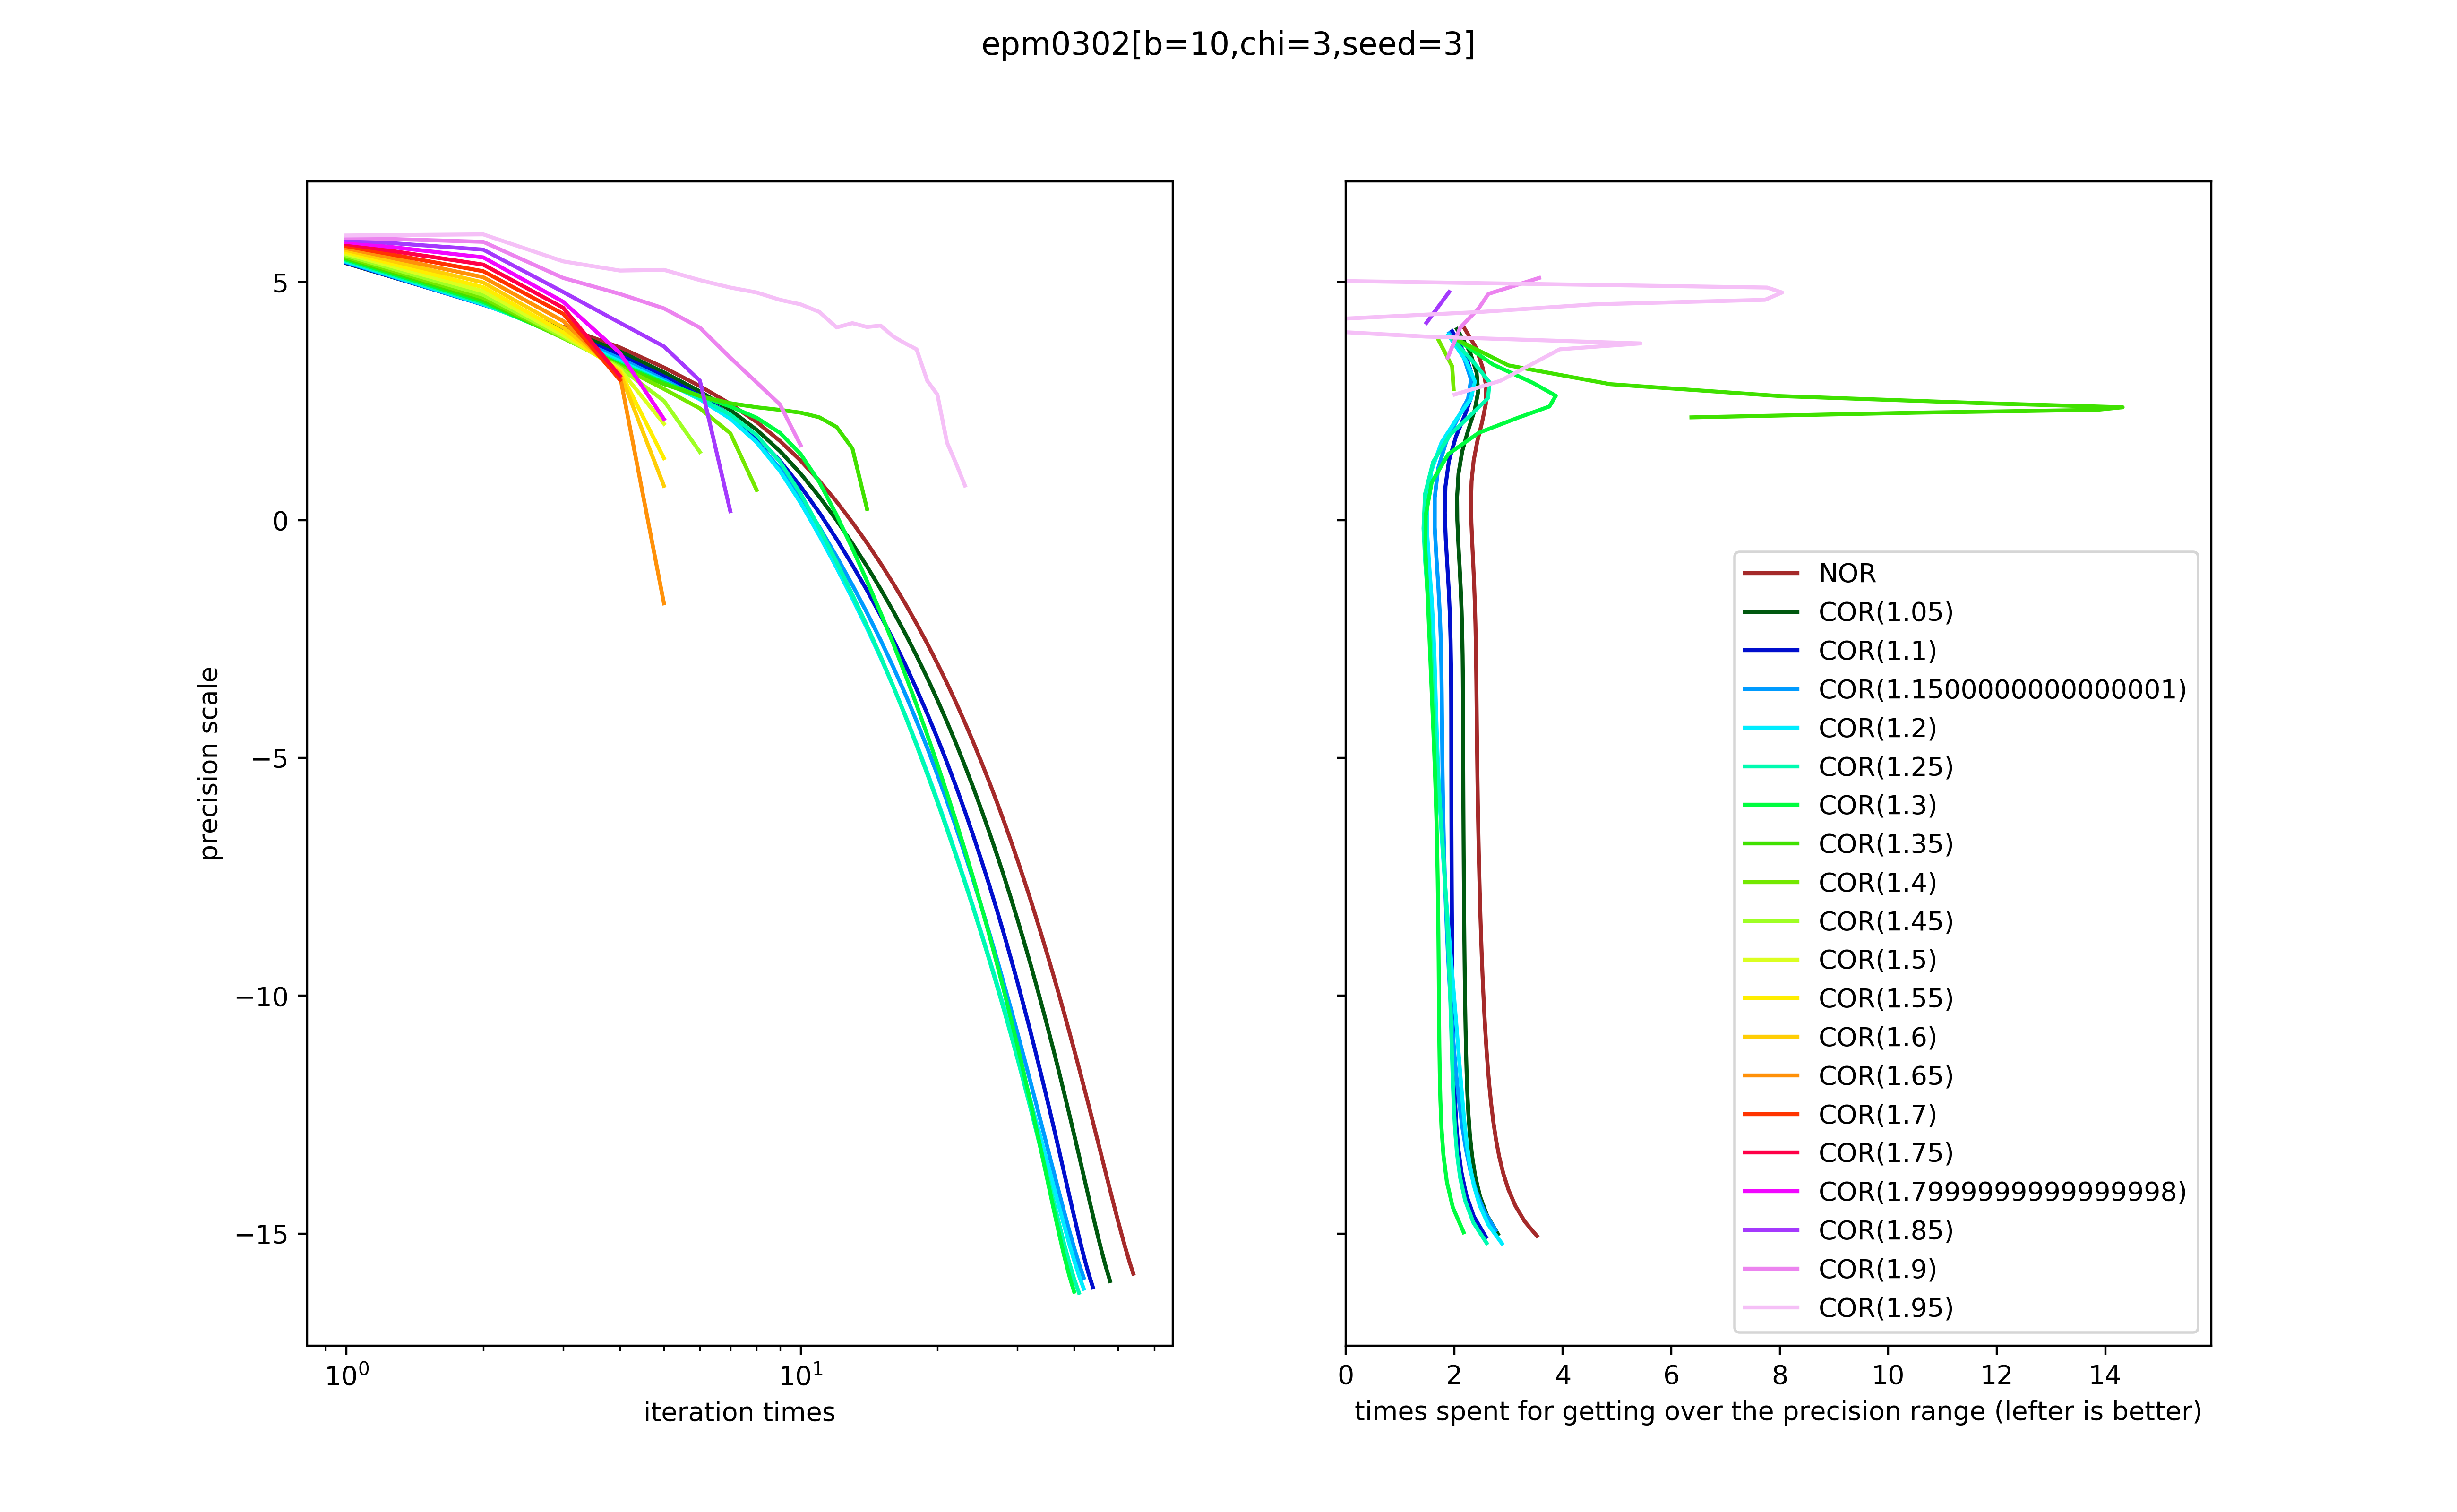 epm0302[b=10,chi=3,seed=3]
precision scale
5
0
−5
−10
−15
10⁰
10¹
iteration times
0
2
4
6
8
10
12
14
times spent for getting over the precision range (lefter is better)
NOR
COR(1.05)
COR(1.1)
COR(1.1500000000000001)
COR(1.2)
COR(1.25)
COR(1.3)
COR(1.35)
COR(1.4)
COR(1.45)
COR(1.5)
COR(1.55)
COR(1.6)
COR(1.65)
COR(1.7)
COR(1.75)
COR(1.7999999999999998)
COR(1.85)
COR(1.9)
COR(1.95)